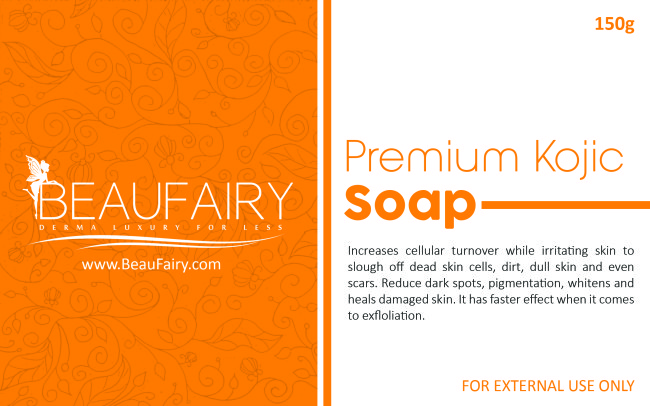 BEAUFAIRY
DERMA LUXURY FOR LESS
www.BeauFairy.com
150g
Premium Kojic
Soap
Increases cellular turnover while irritating skin to
slough off dead skin cells, dirt, dull skin and even
scars. Reduce dark spots, pigmentation, whitens and
heals damaged skin. It has faster effect when it comes
to exfloliation.
FOR EXTERNAL USE ONLY